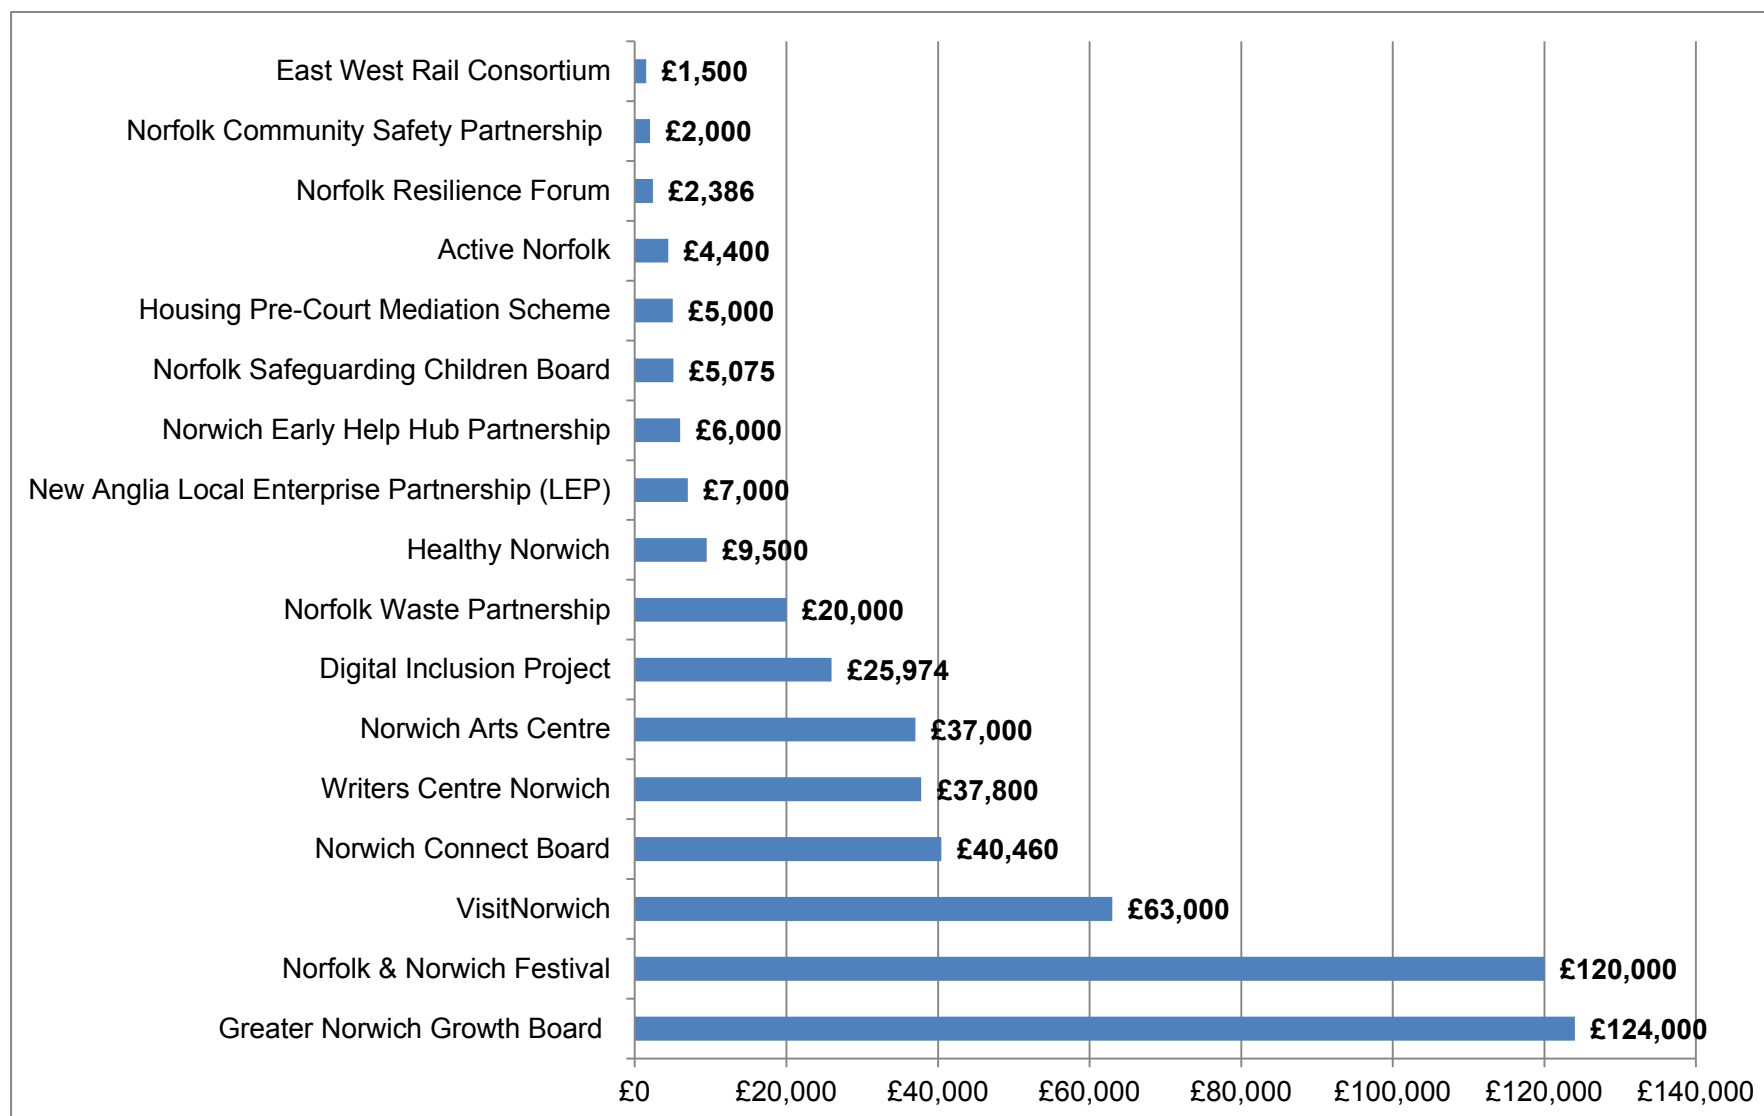 East West Rail Consortium £1,500
Norfolk Community Safety Partnership £2,000
Norfolk Resilience Forum £2,386
Active Norfolk £4,400
Housing Pre-Court Mediation Scheme £5,000
Norfolk Safeguarding Children Board £5,075
Norwich Early Help Hub Partnership £6,000
New Anglia Local Enterprise Partnership (LEP) £7,000
Healthy Norwich £9,500
Norfolk Waste Partnership £20,000
Digital Inclusion Project £25,974
Norwich Arts Centre £37,000
Writers Centre Norwich £37,800
Norwich Connect Board £40,460
VisitNorwich £63,000
Norfolk & Norwich Festival £120,000
Greater Norwich Growth Board £124,000
£0 £20,000 £40,000 £60,000 £80,000 £100,000 £120,000 £140,000